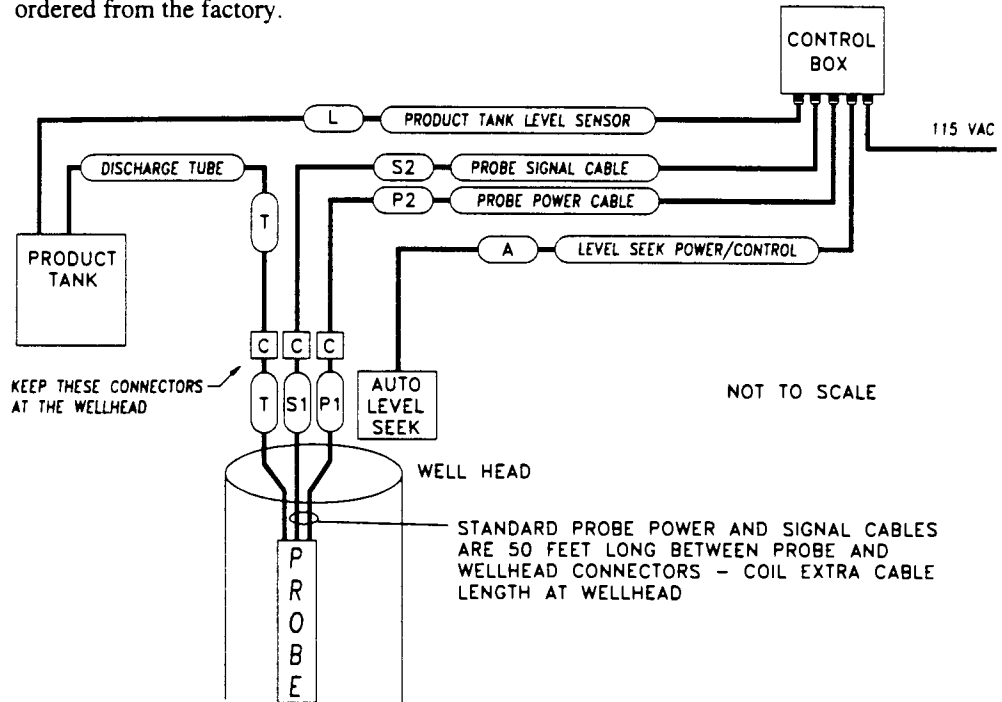 ordered from the factory.
CONTROL
BOX
L
PRODUCT TANK LEVEL SENSOR
115 VAC
DISCHARGE TUBE
S2
PROBE SIGNAL CABLE
P2
PROBE POWER CABLE
T
A
LEVEL SEEK POWER/CONTROL
PRODUCT
TANK
C
C
C
KEEP THESE CONNECTORS
AT THE WELLHEAD
T
S1
P1
AUTO
LEVEL
SEEK
NOT TO SCALE
WELL HEAD
STANDARD PROBE POWER AND SIGNAL CABLES
ARE 50 FEET LONG BETWEEN PROBE AND
WELLHEAD CONNECTORS – COIL EXTRA CABLE
LENGTH AT WELLHEAD
PROBE